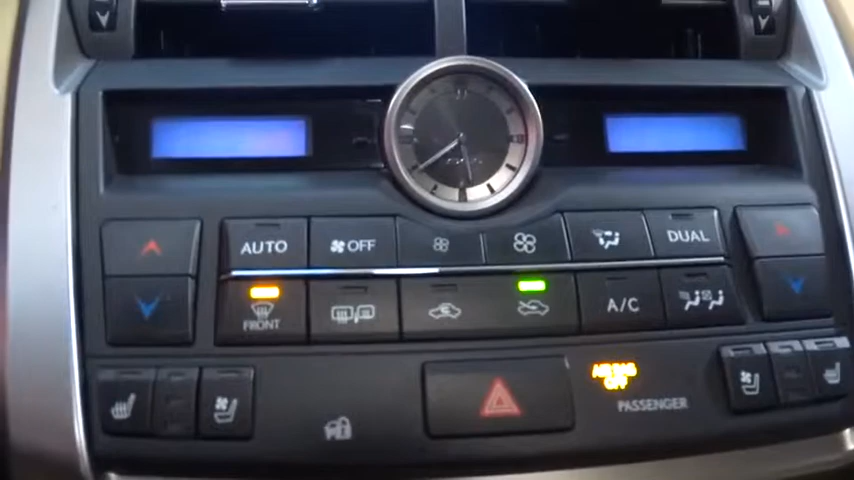 AUTO
OFF
DUAL
FRONT
A/C
AIRBAG
OFF
PASSENGER